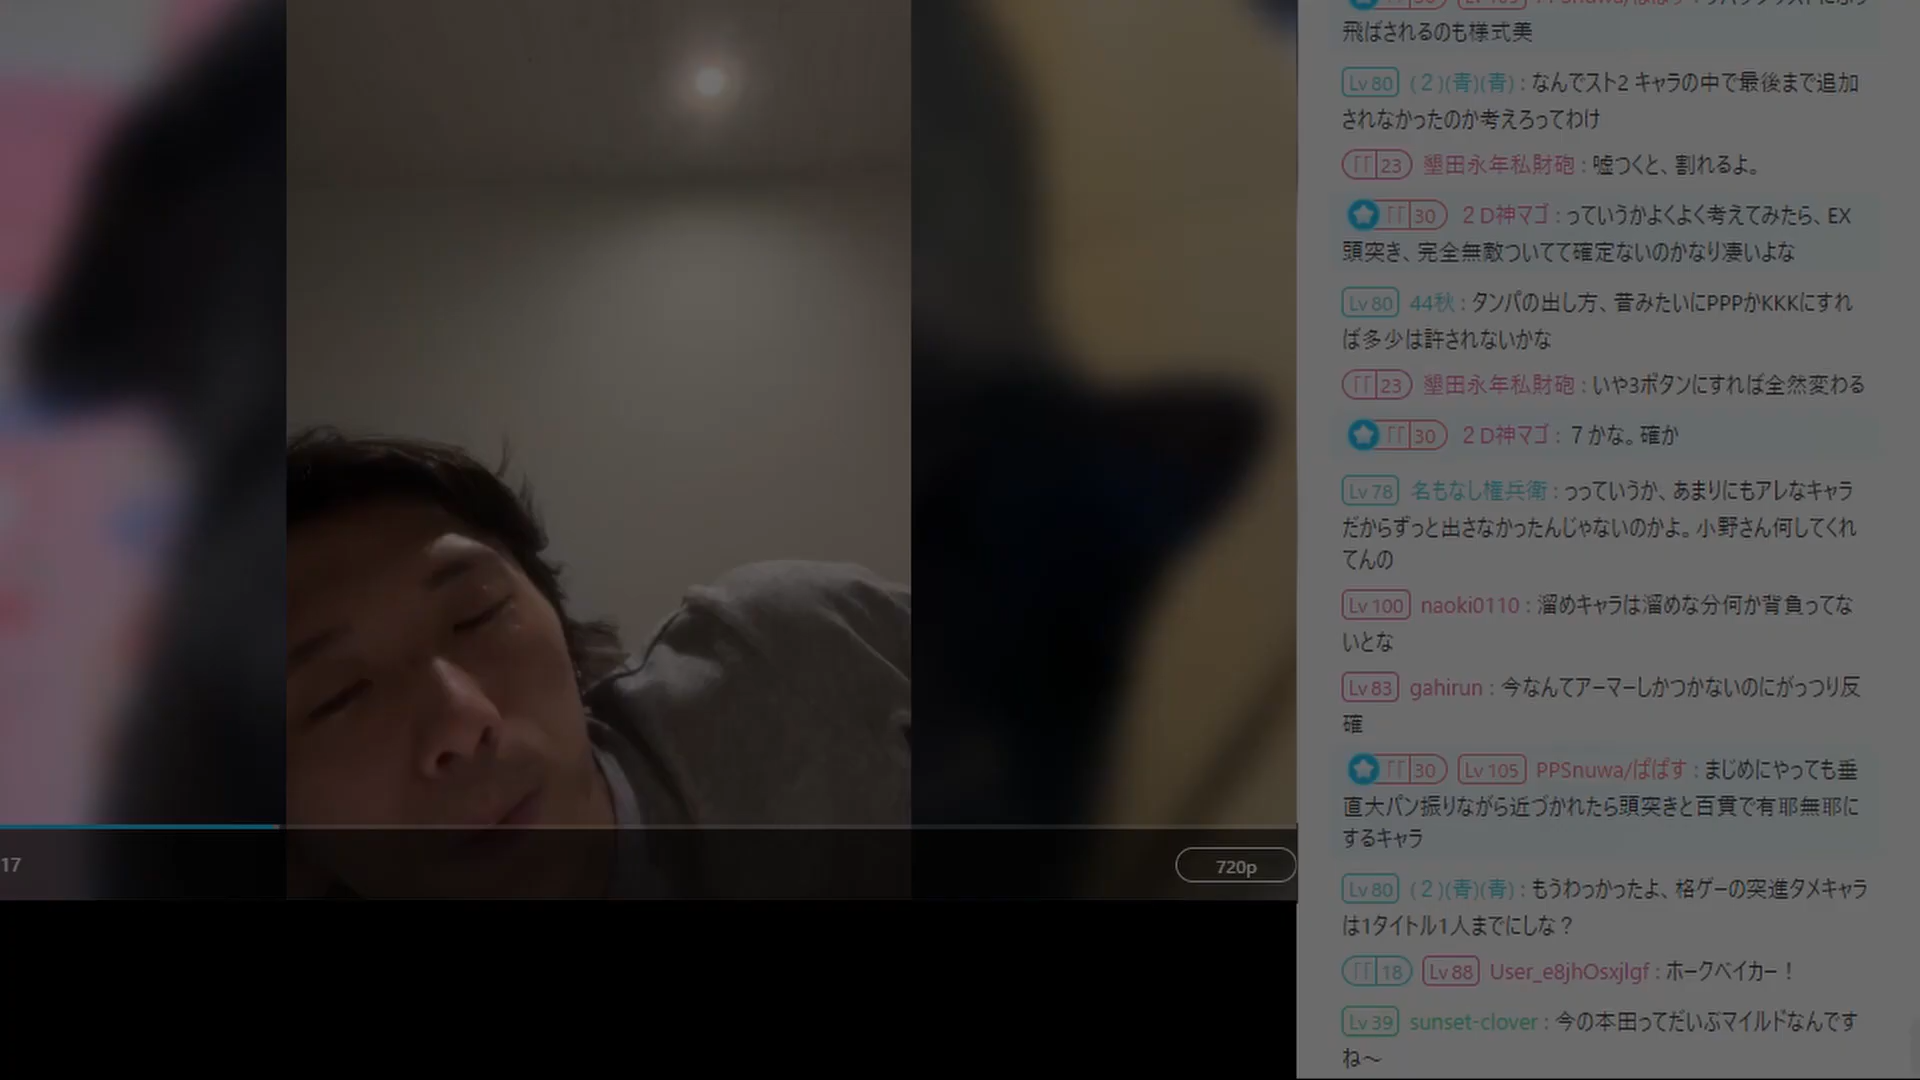 飛ばされるのも様式美
Lv 80 (２)(青)(青) : なんでスト2 キャラの中で最後まで追加
されなかったのか考えろってわけ
23 墾田永年私財砲 : 嘘つくと、割れるよ。
30 ２D神マゴ : っていうかよくよく考えてみたら、EX
頭突き、完全無敵ついてて確定ないのかなり凄いよな
Lv 80 44秋 : タンパの出し方、昔みたいにPPPかKKKにすれ
ば多少は許されないかな
23 墾田永年私財砲 : いや3ボタンにすれば全然変わる
30 ２D神マゴ : ７かな。確か
Lv 78 名もなし権兵衛 : っっていうか、あまりにもアレなキャラ
だからずっと出さなかったんじゃないのかよ。小野さん何してくれ
てんの
Lv 100 naoki0110 : 溜めキャラは溜めな分何か背負ってな
いとな
Lv 83 gahirun : 今なんてアーマーしかつかないのにがっつり反
確
30 Lv 105 PPSnuwa/ぱぱす : まじめにやっても垂
直大パン振りながら近づかれたら頭突きと百貫で有耶無耶に
するキャラ
Lv 80 (２)(青)(青) : もうわっかったよ、格ゲーの突進タメキャラ
は1タイトル1人までにしな？
18 Lv 88 User_e8jhOsxjlgf : ホークベイカー！
Lv 39 sunset-clover : 今の本田ってだいぶマイルドなんです
ね～
17
720p